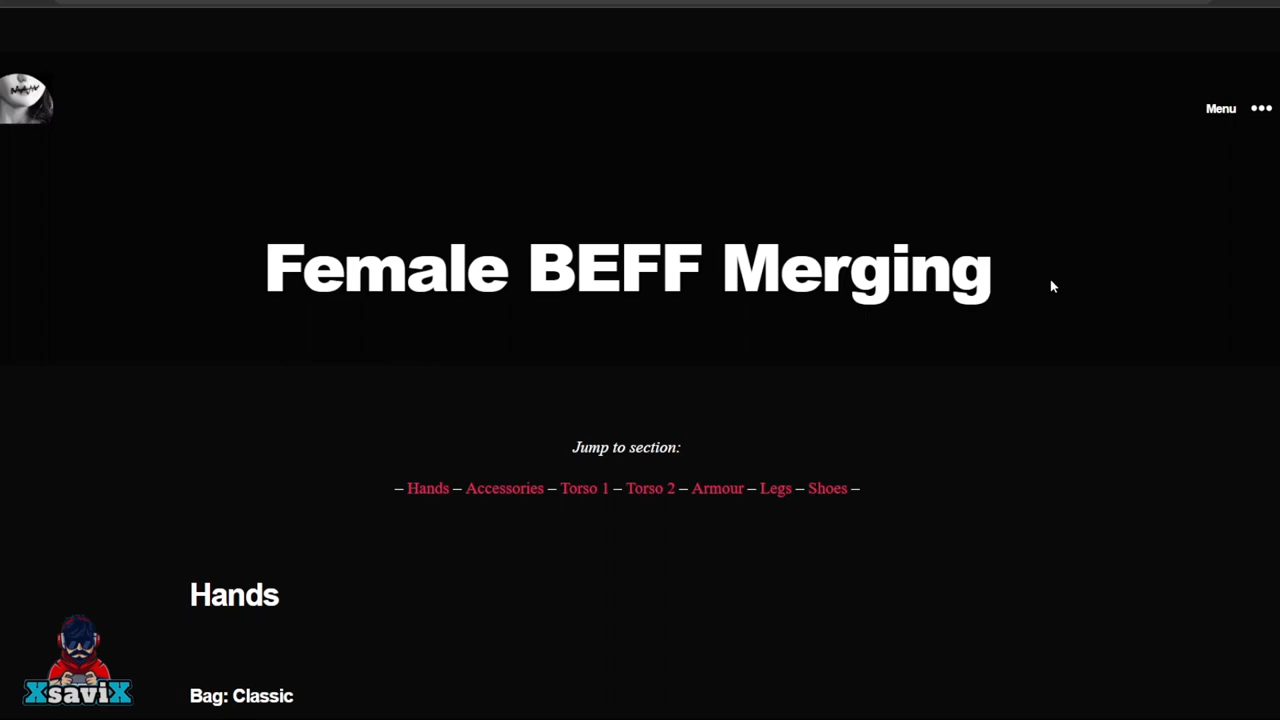 Menu
Female BEFF Merging
Jump to section:
– Hands – Accessories – Torso 1 – Torso 2 – Armour – Legs – Shoes –
Hands
Bag: Classic
XsaviX